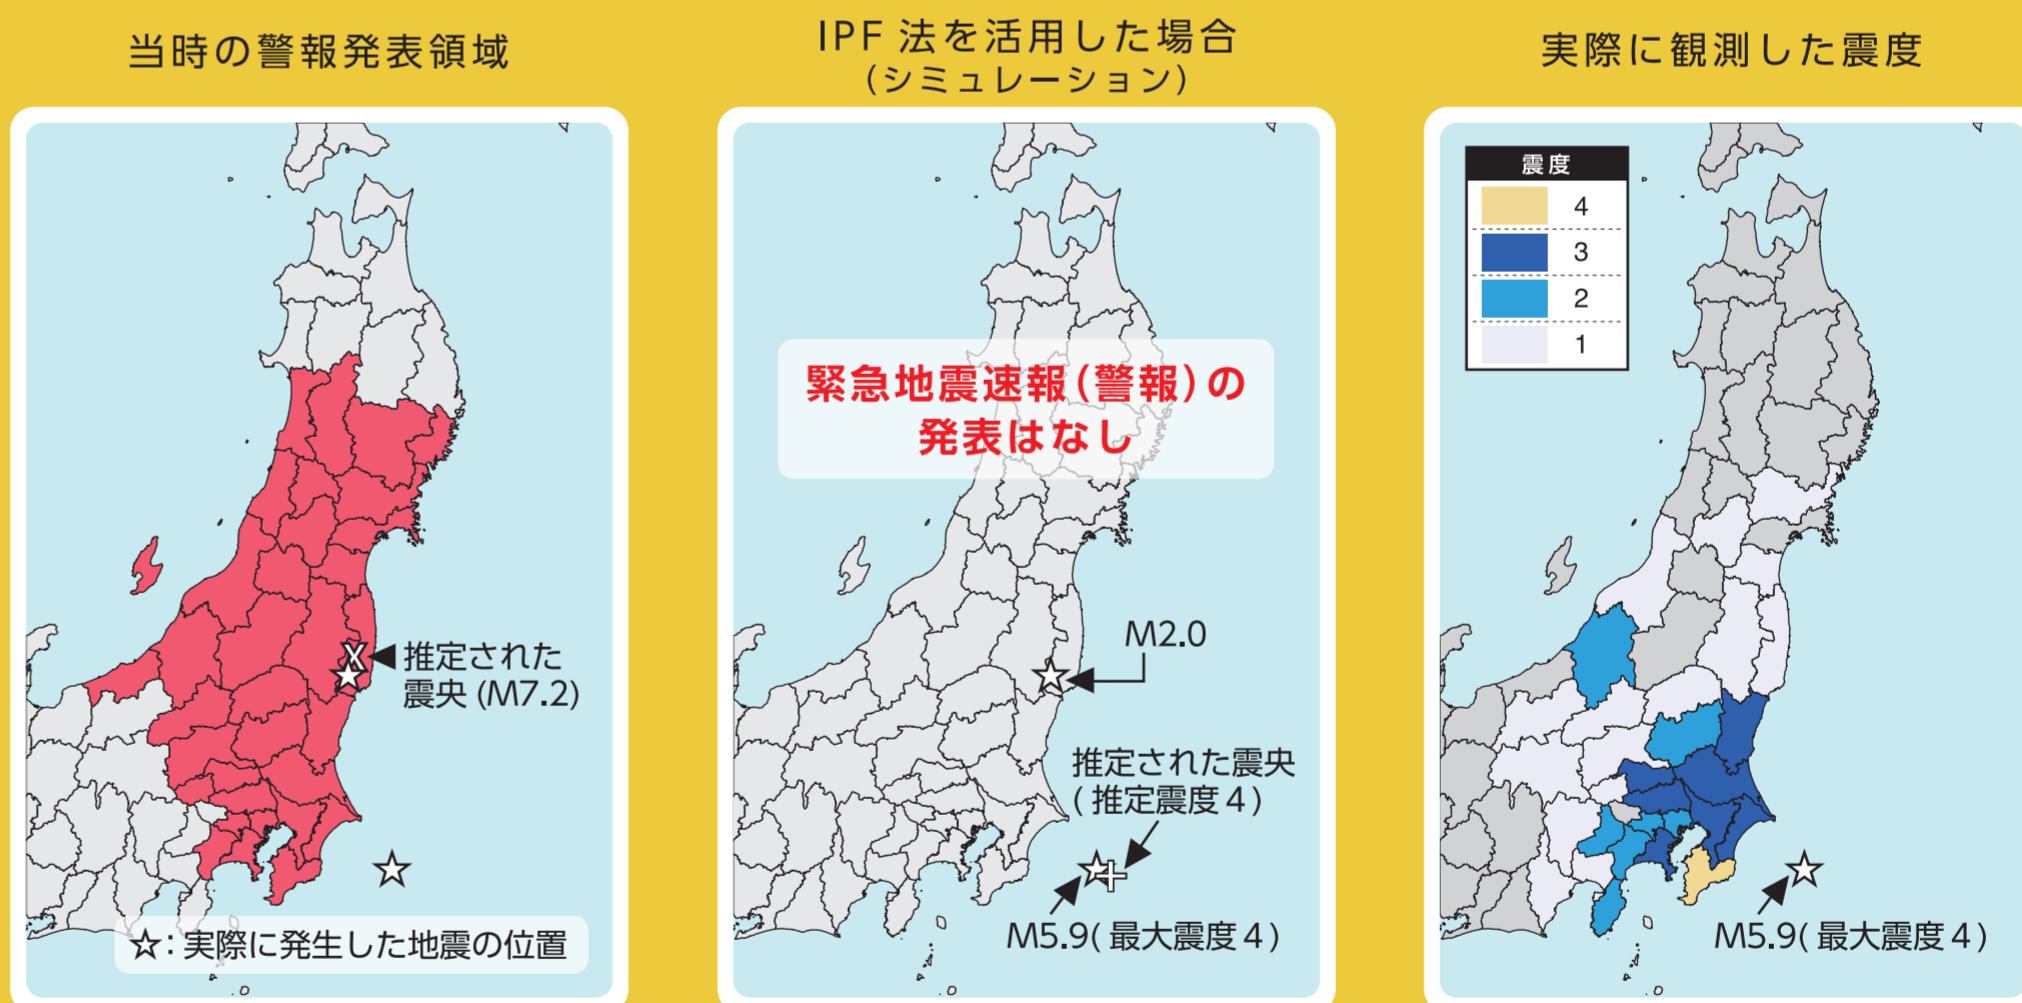 当時の警報発表領域
推定された
震央 (M7.2)
☆：実際に発生した地震の位置
IPF 法を活用した場合
（シミュレーション）
緊急地震速報（警報）の
発表はなし
M2.0
推定された震央
( 推定震度４)
M5.9( 最大震度４)
実際に観測した震度
震度
4
3
2
1
M5.9( 最大震度４)